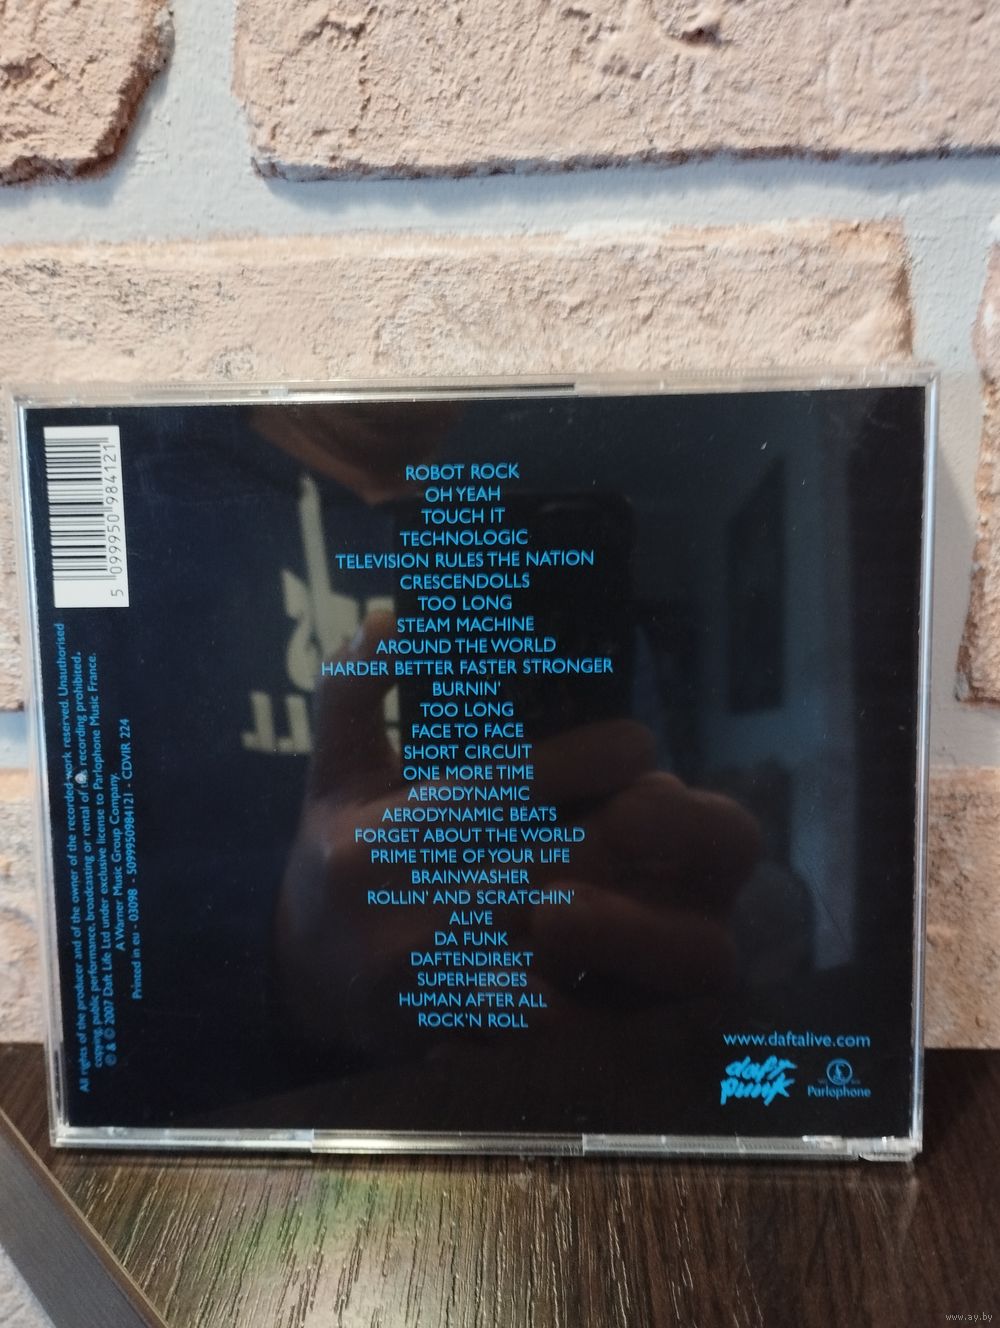 ROBOT ROCK
OH YEAH
TOUCH IT
TECHNOLOGIC
TELEVISION RULES THE NATION
CRESCENDOLLS
TOO LONG
STEAM MACHINE
AROUND THE WORLD
HARDER BETTER FASTER STRONGER
BURNIN'
TOO LONG
FACE TO FACE
SHORT CIRCUIT
ONE MORE TIME
AERODYNAMIC
AERODYNAMIC BEATS
FORGET ABOUT THE WORLD
PRIME TIME OF YOUR LIFE
BRAINWASHER
ROLLIN' AND SCRATCHIN'
ALIVE
DA FUNK
DAFTENDIREKT
SUPERHEROES
HUMAN AFTER ALL
ROCK'N ROLL
5 099950 984121
All rights of the producer and of the owner of the recorded work reserved. Unauthorised
copying, public performance, broadcasting or rental of this recording prohibited.
℗ & © 2007 Daft Life Ltd under exclusive license to Parlophone Music France.
A Warner Music Group Company.
Printed in eu - 03098 - 5099950984121 - CDVIR 224
www.daftalive.com
daft
punk
Parlophone
www.ay.by